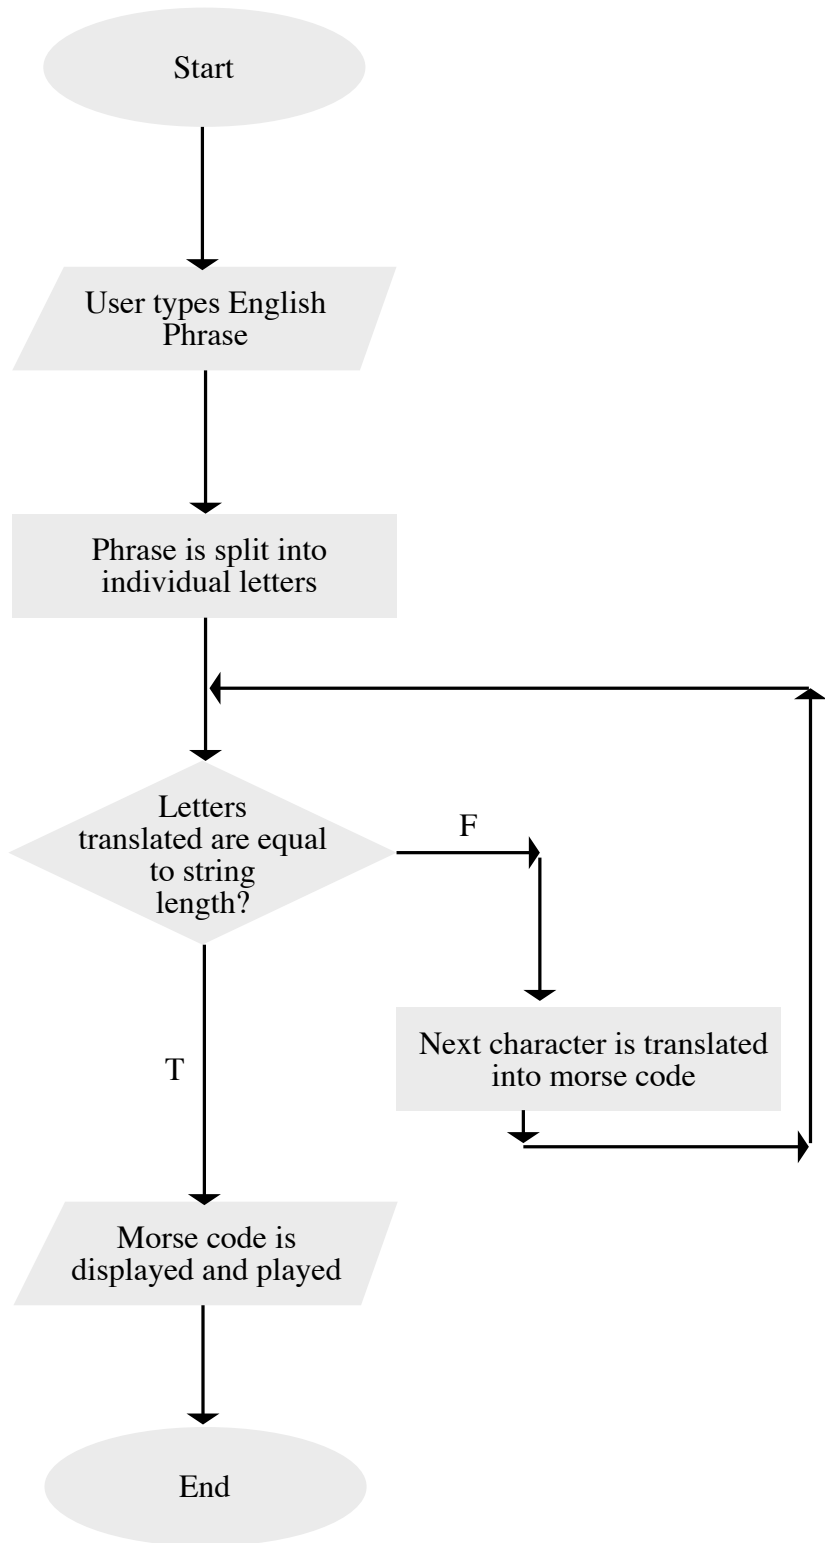 Start
User types English
Phrase
Phrase is split into
individual letters
Letters
translated are equal
to string
length?
F
Next character is translated
into morse code
T
Morse code is
displayed and played
End